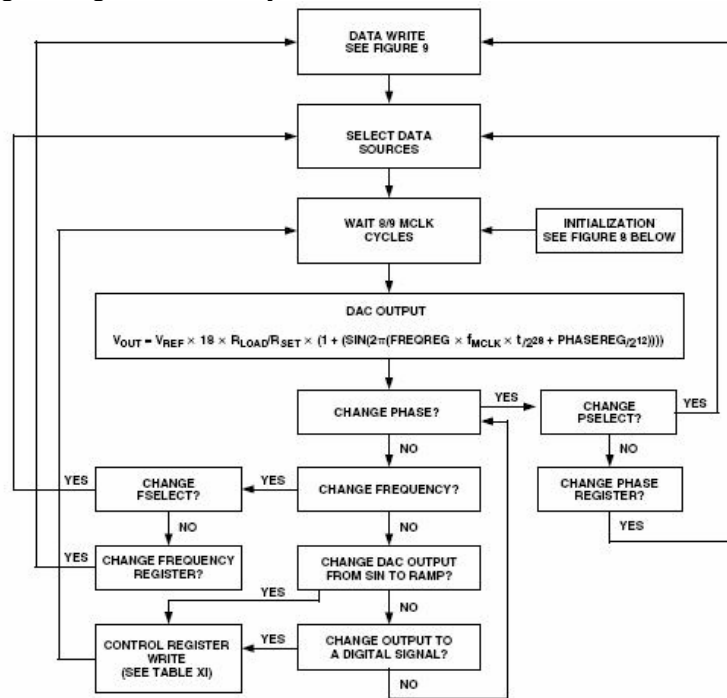 DATA WRITE
SEE FIGURE 9
SELECT DATA
SOURCES
WAIT 8/9 MCLK
CYCLES
INITIALIZATION
SEE FIGURE 8 BELOW
DAC OUTPUT
VOUT = VREF × 18 × RLOAD/RSET × (1 + (SIN(2π(FREQREG × fMCLK × t/2²⁸ + PHASEREG/2¹²))))
CHANGE PHASE?
YES
CHANGE
PSELECT?
YES
NO
NO
YES
CHANGE
FSELECT?
YES
CHANGE FREQUENCY?
CHANGE PHASE
REGISTER?
NO
NO
YES
YES
CHANGE FREQUENCY
REGISTER?
CHANGE DAC OUTPUT
FROM SIN TO RAMP?
YES
NO
CONTROL REGISTER
WRITE
(SEE TABLE XI)
YES
CHANGE OUTPUT TO
A DIGITAL SIGNAL?
NO